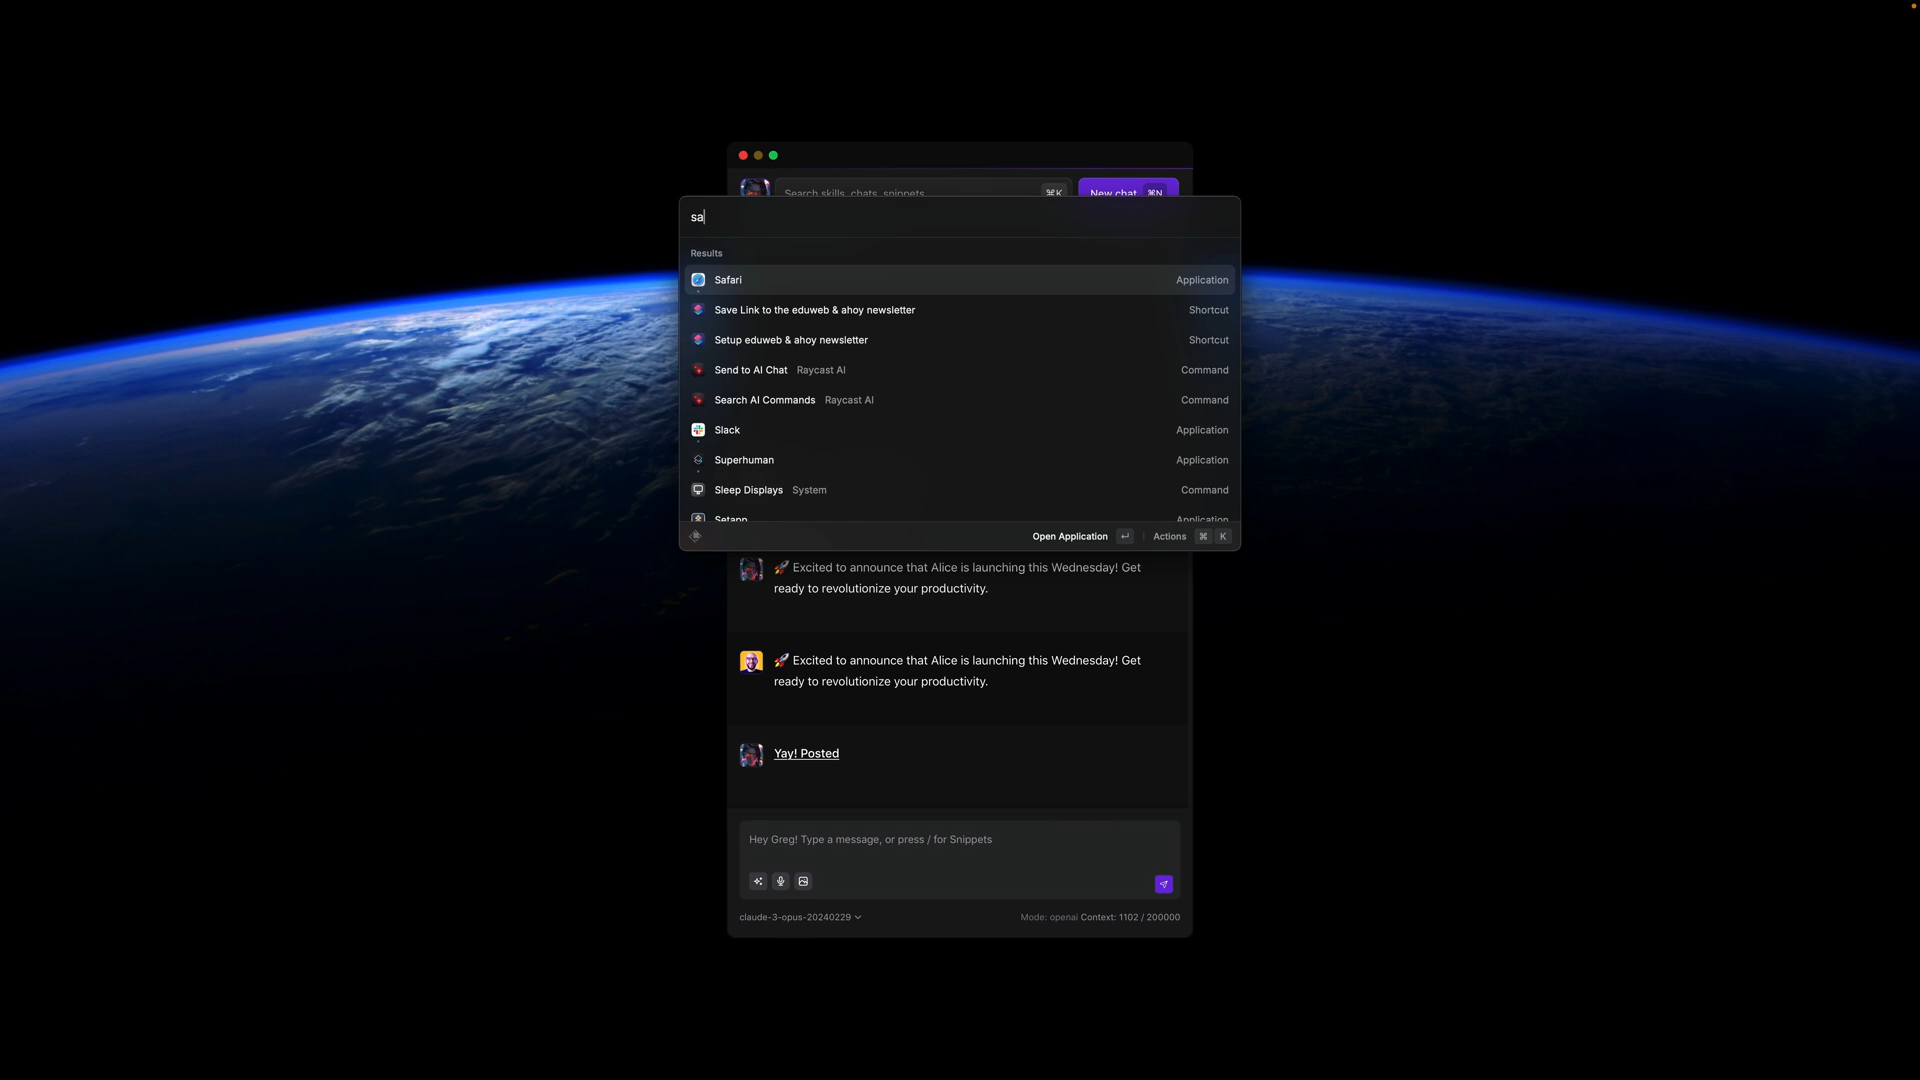 Search skills, chats, snippets ⌘K New chat ⌘N
sa
Results
Safari Application
Save Link to the eduweb & ahoy newsletter Shortcut
Setup eduweb & ahoy newsletter Shortcut
Send to AI Chat Raycast AI Command
Search AI Commands Raycast AI Command
Slack Application
Superhuman Application
Sleep Displays System Command
Setapp Application
Open Application ↵ Actions ⌘ K
🚀 Excited to announce that Alice is launching this Wednesday! Get
ready to revolutionize your productivity.
🚀 Excited to announce that Alice is launching this Wednesday! Get
ready to revolutionize your productivity.
Yay! Posted
Hey Greg! Type a message, or press / for Snippets
claude-3-opus-20240229 Mode: openai Context: 1102 / 200000